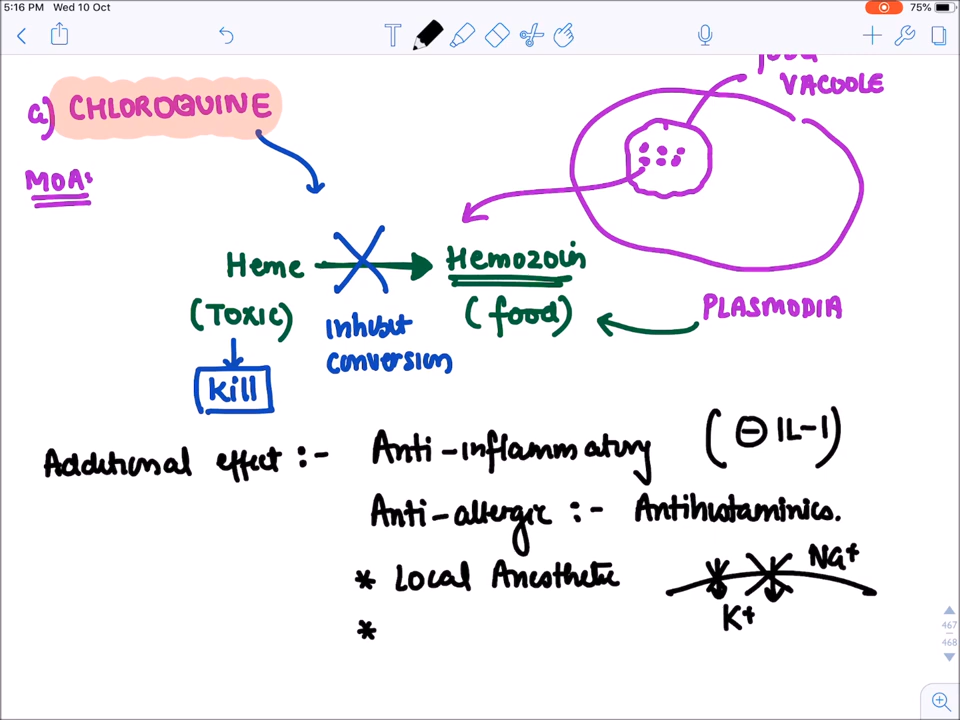 5:16 PM Wed 10 Oct
75%
T
VACUOLE
a) CHLOROQUINE
MOA:
Heme
Hemozoin
(TOXIC)
inhibit
conversion
(food)
PLASMODIA
Kill
Additional effect :- Anti-inflammatory (⊖ IL-1)
Anti-allergic :- Antihistaminics.
* Local Anesthetic
Na+
K+
*
467
468